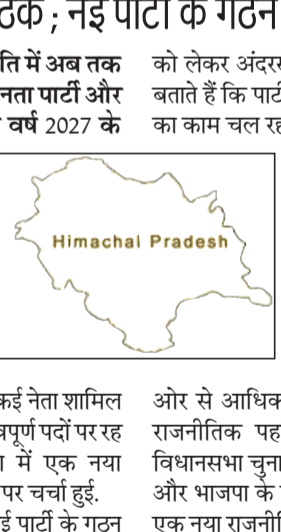 ठक ; नई पार्टी के गठन
ति में अब तक
नता पार्टी और
वर्ष 2027 के
को लेकर अंदर
बताते हैं कि पार्ट
का काम चल रह
Himachal Pradesh
कई नेता शामिल
पूर्ण पदों पर रह
में एक नया
पर चर्चा हुई.
ई पार्टी के गठन
ओर से आधिक
राजनीतिक पह
विधानसभा चुना
और भाजपा के
एक नया राजनी